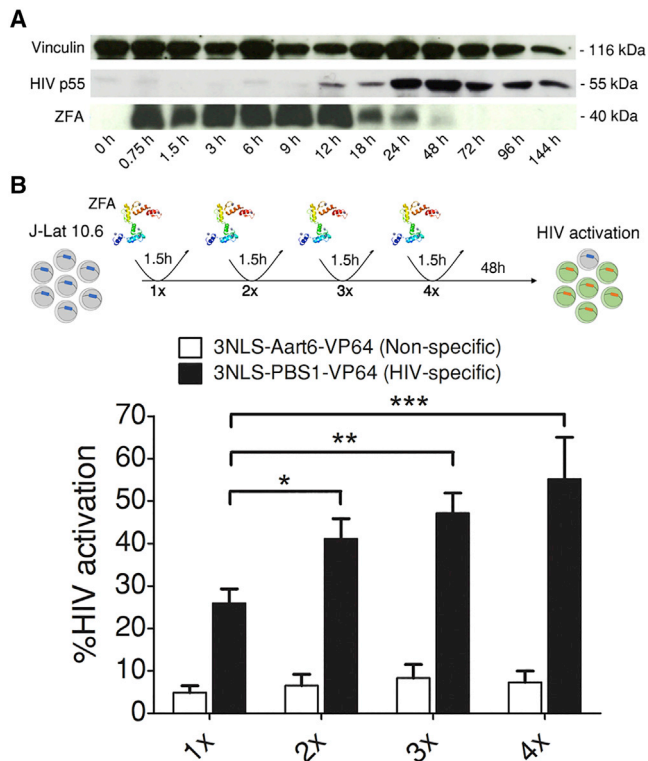 A
Vinculin
- 116 kDa
HIV p55
- 55 kDa
ZFA
- 40 kDa
0 h 0.75 h 1.5 h 3 h 6 h 9 h 12 h 18 h 24 h 48 h 72 h 96 h 144 h
B
ZFA
J-Lat 10.6
HIV activation
1.5h 1.5h 1.5h 1.5h 48h
1x 2x 3x 4x
3NLS-Aart6-VP64 (Non-specific)
3NLS-PBS1-VP64 (HIV-specific)
%HIV activation
70
60
50
40
30
20
10
0
***
**
*
1x 2x 3x 4x